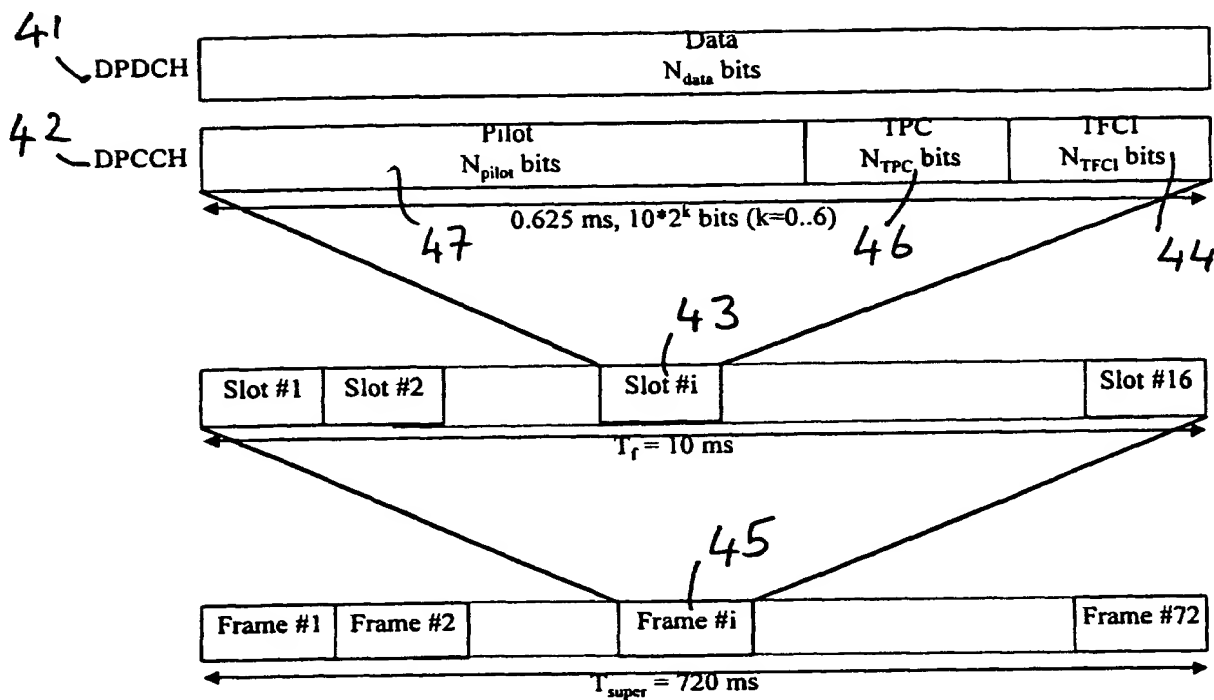 41
DPDCH
Data
N_data bits
42
DPCCH
Pilot
N_pilot bits
TPC
N_TPC bits
TFCI
N_TFCI bits
0.625 ms, 10*2^k bits (k=0..6)
47
46
44
43
Slot #1
Slot #2
Slot #i
Slot #16
T_f = 10 ms
45
Frame #1
Frame #2
Frame #i
Frame #72
T_super = 720 ms